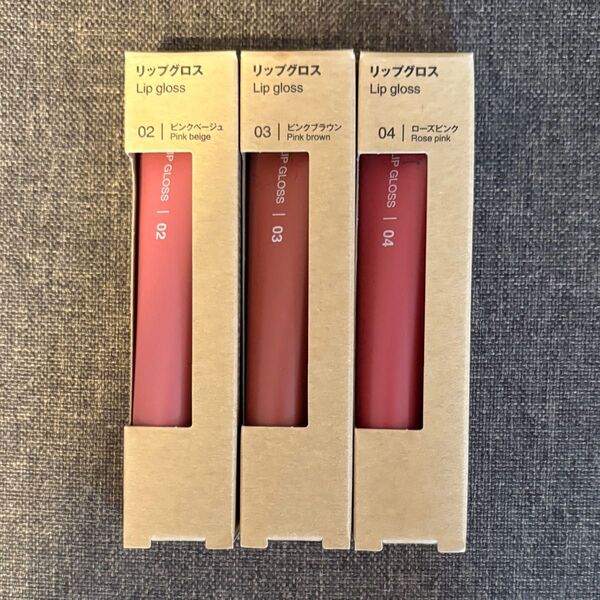 リップグロス
Lip gloss
02 | ピンクベージュ
Pink beige
IP GLOSS | 02
リップグロス
Lip gloss
03 | ピンクブラウン
Pink brown
IP GLOSS | 03
リップグロス
Lip gloss
04 | ローズピンク
Rose pink
LIP GLOSS | 04